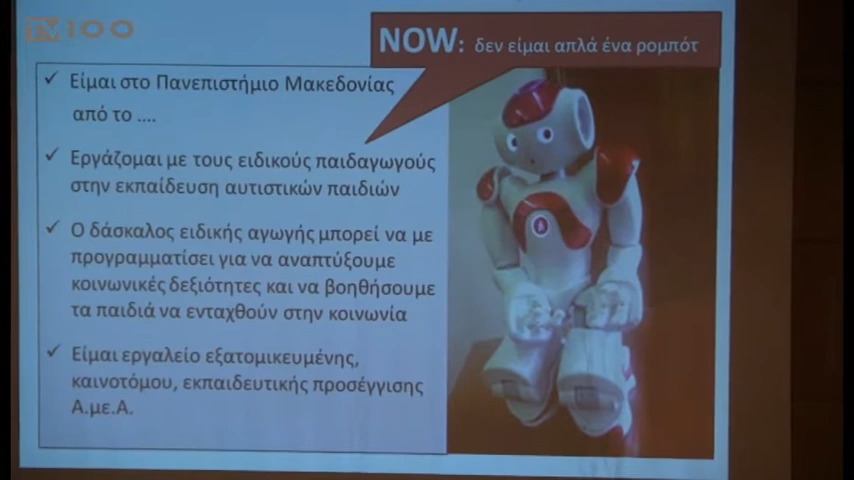 TV100
NOW: δεν είμαι απλά ένα ρομπότ
✓ Είμαι στο Πανεπιστήμιο Μακεδονίας
από το ....
✓ Εργάζομαι με τους ειδικούς παιδαγωγούς
στην εκπαίδευση αυτιστικών παιδιών
✓ Ο δάσκαλος ειδικής αγωγής μπορεί να με
προγραμματίσει για να αναπτύξουμε
κοινωνικές δεξιότητες και να βοηθήσουμε
τα παιδιά να ενταχθούν στην κοινωνία
✓ Είμαι εργαλείο εξατομικευμένης,
καινοτόμου, εκπαιδευτικής προσέγγισης
Α.με.Α.